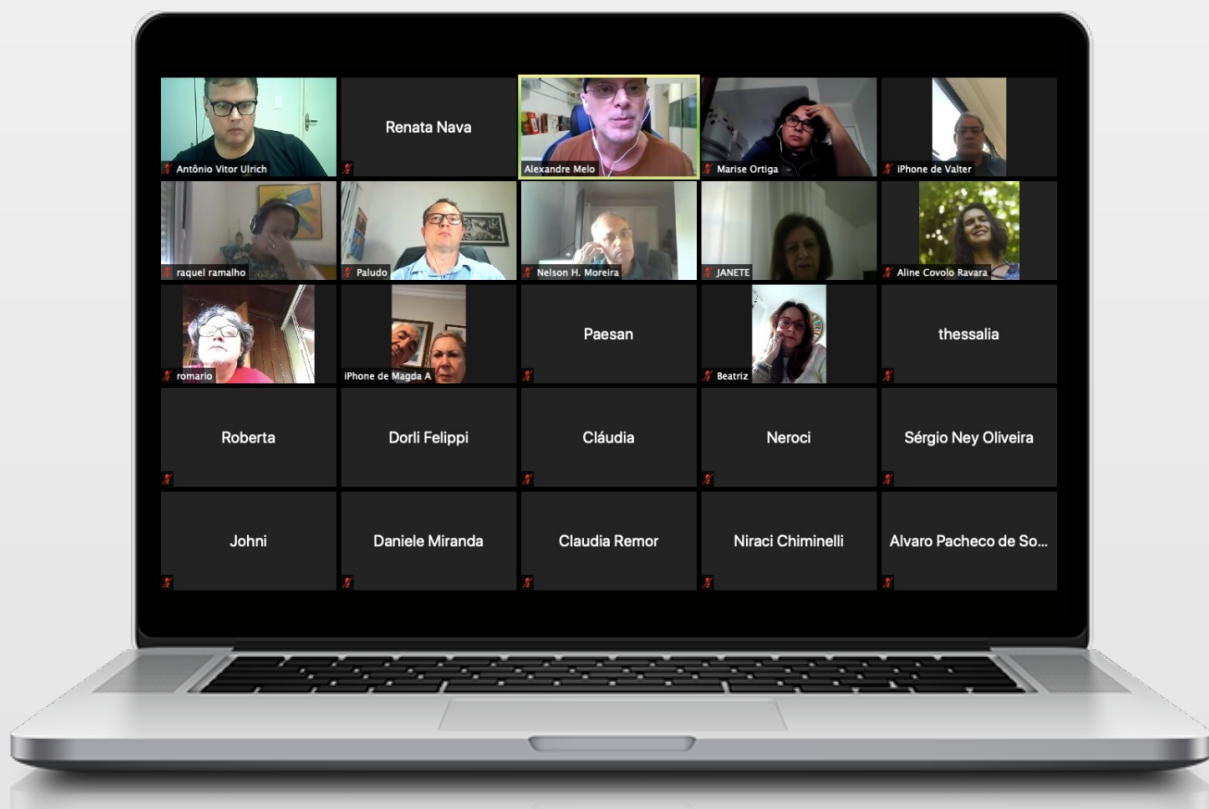 Antônio Vitor Ulrich
Renata Nava
Alexandre Melo
Marise Ortiga
iPhone de Valter
raquel ramalho
Paludo
Nelson H. Moreira
JANETE
Aline Covolo Ravara
romario
iPhone de Magda A
Paesan
Beatriz
thessalia
Roberta
Dorli Felippi
Cláudia
Neroci
Sérgio Ney Oliveira
Johni
Daniele Miranda
Claudia Remor
Niraci Chiminelli
Alvaro Pacheco de So...